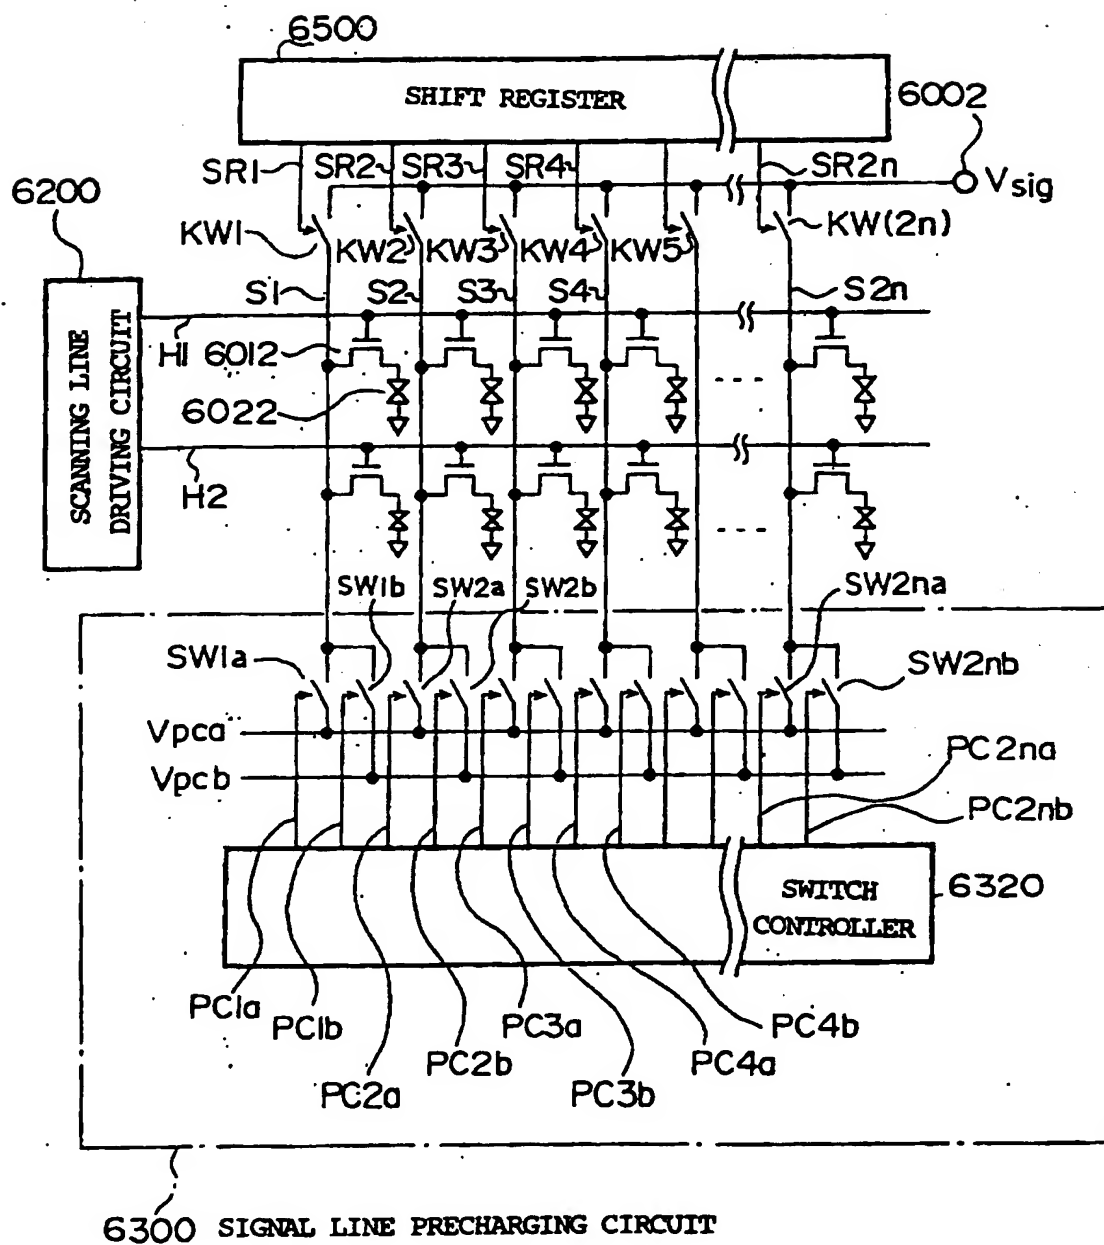 6500
SHIFT REGISTER
6002
SR1 SR2 SR3 SR4 SR2n
Vsig
6200
KW1 KW2 KW3 KW4 KW5 KW(2n)
S1 S2 S3 S4 S2n
SCANNING LINE
DRIVING CIRCUIT
H1 6012
6022
H2
SW1b SW2a SW2b SW2na
SW1a SW2nb
Vpca
Vpcb
PC2na
PC2nb
SWITCH
CONTROLLER
6320
PC1a
PC1b
PC2a
PC2b
PC3a
PC3b
PC4a
PC4b
6300 SIGNAL LINE PRECHARGING CIRCUIT